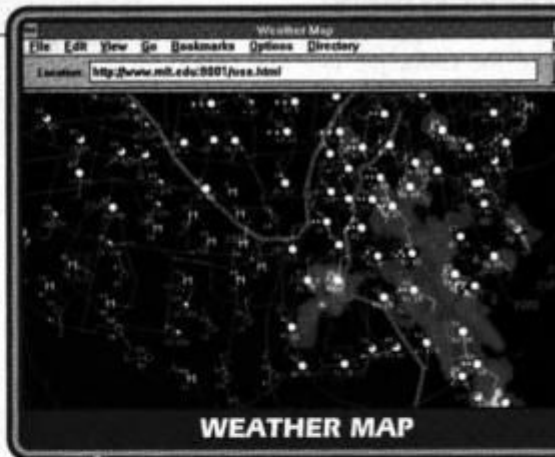 Weather Map
File Edit View Go Bookmarks Options Directory
Location: http://www.mit.edu:8001/usa.html
WEATHER MAP